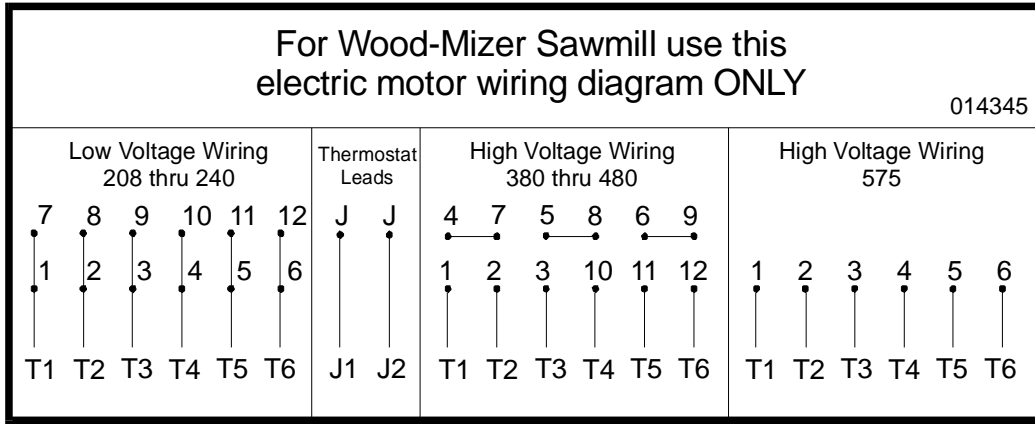 For Wood-Mizer Sawmill use this
electric motor wiring diagram ONLY
014345
Low Voltage Wiring
208 thru 240
7 8 9 10 11 12
1 2 3 4 5 6
T1 T2 T3 T4 T5 T6
Thermostat
Leads
J J
J1 J2
High Voltage Wiring
380 thru 480
4 7 5 8 6 9
1 2 3 10 11 12
T1 T2 T3 T4 T5 T6
High Voltage Wiring
575
1 2 3 4 5 6
T1 T2 T3 T4 T5 T6